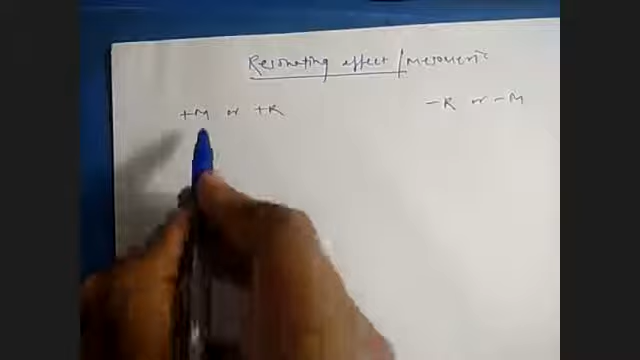 Resonating effect / Mesomeric
+M or +R
-R or -M